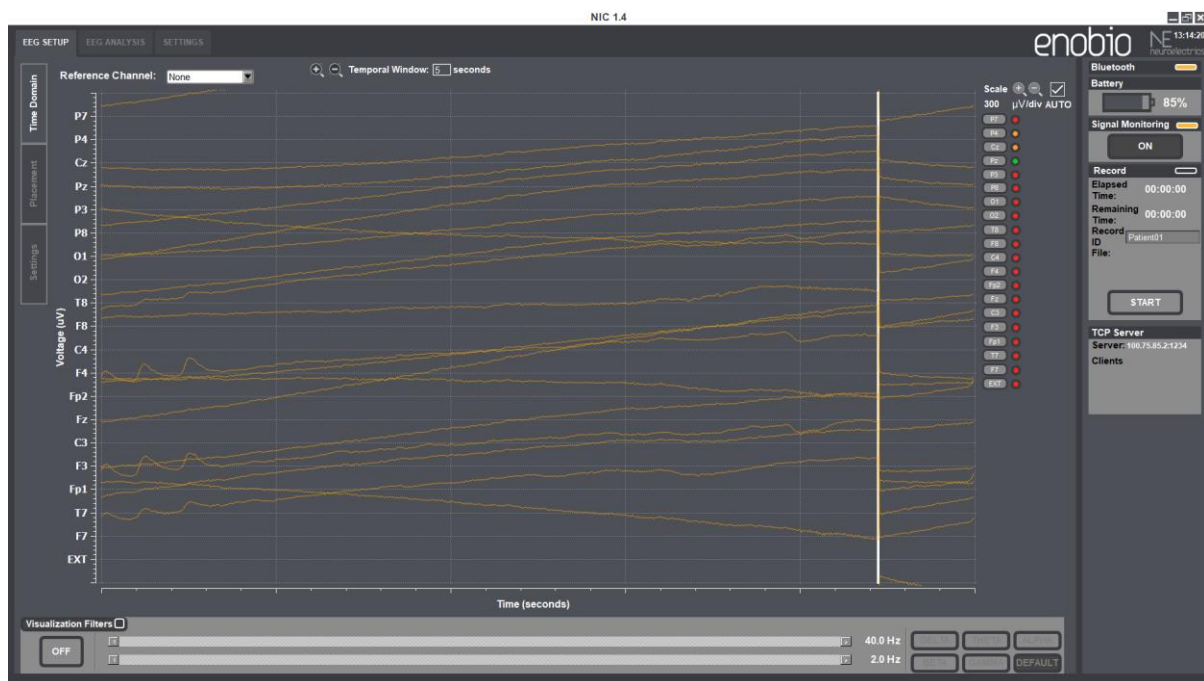 NIC 1.4
EEG SETUP EEG ANALYSIS SETTINGS
enobio NE neuroelectrics 13:14:20
Time Domain
Placement
Settings
Reference Channel: None
Temporal Window: 5 seconds
Scale
300 µV/div AUTO
Voltage (uV)
P7
P4
Cz
Pz
P3
P8
O1
O2
T8
F8
C4
F4
Fp2
Fz
C3
F3
Fp1
T7
F7
EXT
Time (seconds)
P7
P4
Cz
Pz
P3
P8
O1
O2
T8
F8
C4
F4
Fp2
Fz
C3
F3
Fp1
T7
F7
EXT
Bluetooth
Battery
85%
Signal Monitoring
ON
Record
Elapsed Time: 00:00:00
Remaining Time: 00:00:00
Record ID Patient01
File:
START
TCP Server
Server: 100.75.85.2:1234
Clients
Visualization Filters
OFF
40.0 Hz
2.0 Hz
DELTA THETA ALPHA
BETA GAMMA DEFAULT